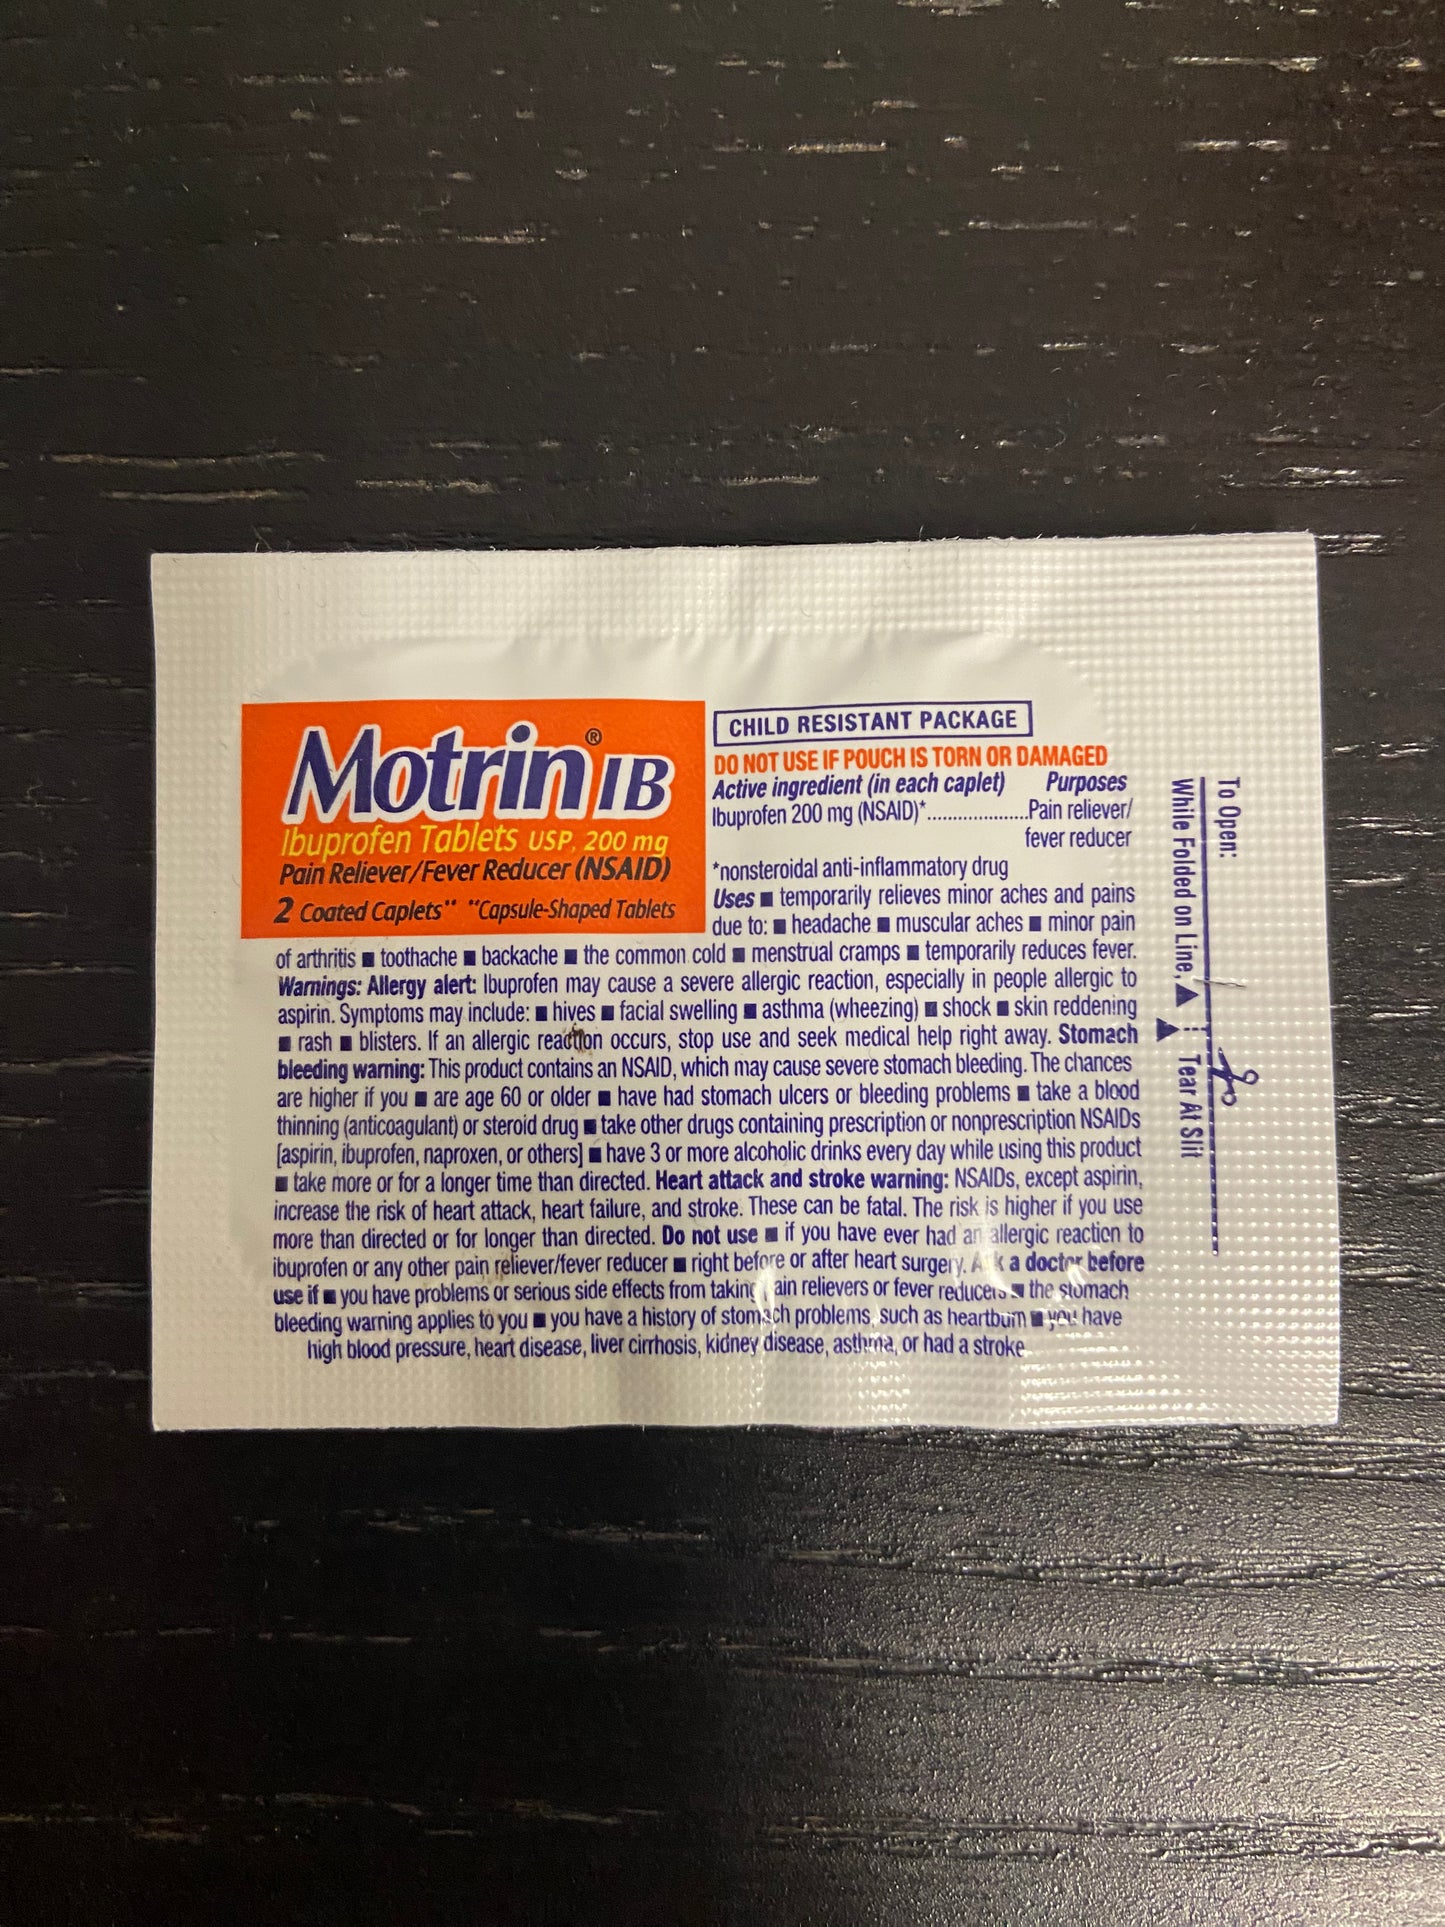 Motrin® IB
Ibuprofen Tablets USP, 200 mg
Pain Reliever/Fever Reducer (NSAID)
2 Coated Caplets** **Capsule-Shaped Tablets
CHILD RESISTANT PACKAGE
DO NOT USE IF POUCH IS TORN OR DAMAGED
Active ingredient (in each caplet) Purposes
Ibuprofen 200 mg (NSAID)*....................Pain reliever/
fever reducer
*nonsteroidal anti-inflammatory drug
Uses ■ temporarily relieves minor aches and pains
due to: ■ headache ■ muscular aches ■ minor pain
of arthritis ■ toothache ■ backache ■ the common cold ■ menstrual cramps ■ temporarily reduces fever.
Warnings: Allergy alert: Ibuprofen may cause a severe allergic reaction, especially in people allergic to
aspirin. Symptoms may include: ■ hives ■ facial swelling ■ asthma (wheezing) ■ shock ■ skin reddening
■ rash ■ blisters. If an allergic reaction occurs, stop use and seek medical help right away. Stomach
bleeding warning: This product contains an NSAID, which may cause severe stomach bleeding. The chances
are higher if you ■ are age 60 or older ■ have had stomach ulcers or bleeding problems ■ take a blood
thinning (anticoagulant) or steroid drug ■ take other drugs containing prescription or nonprescription NSAIDs
[aspirin, ibuprofen, naproxen, or others] ■ have 3 or more alcoholic drinks every day while using this product
■ take more or for a longer time than directed. Heart attack and stroke warning: NSAIDs, except aspirin,
increase the risk of heart attack, heart failure, and stroke. These can be fatal. The risk is higher if you use
more than directed or for longer than directed. Do not use ■ if you have ever had an allergic reaction to
ibuprofen or any other pain reliever/fever reducer ■ right before or after heart surgery. Ask a doctor before
use if ■ you have problems or serious side effects from taking pain relievers or fever reducers ■ the stomach
bleeding warning applies to you ■ you have a history of stomach problems, such as heartburn ■ you have
high blood pressure, heart disease, liver cirrhosis, kidney disease, asthma, or had a stroke
To Open:
While Folded on Line, ▲ ▲ Tear At Slit